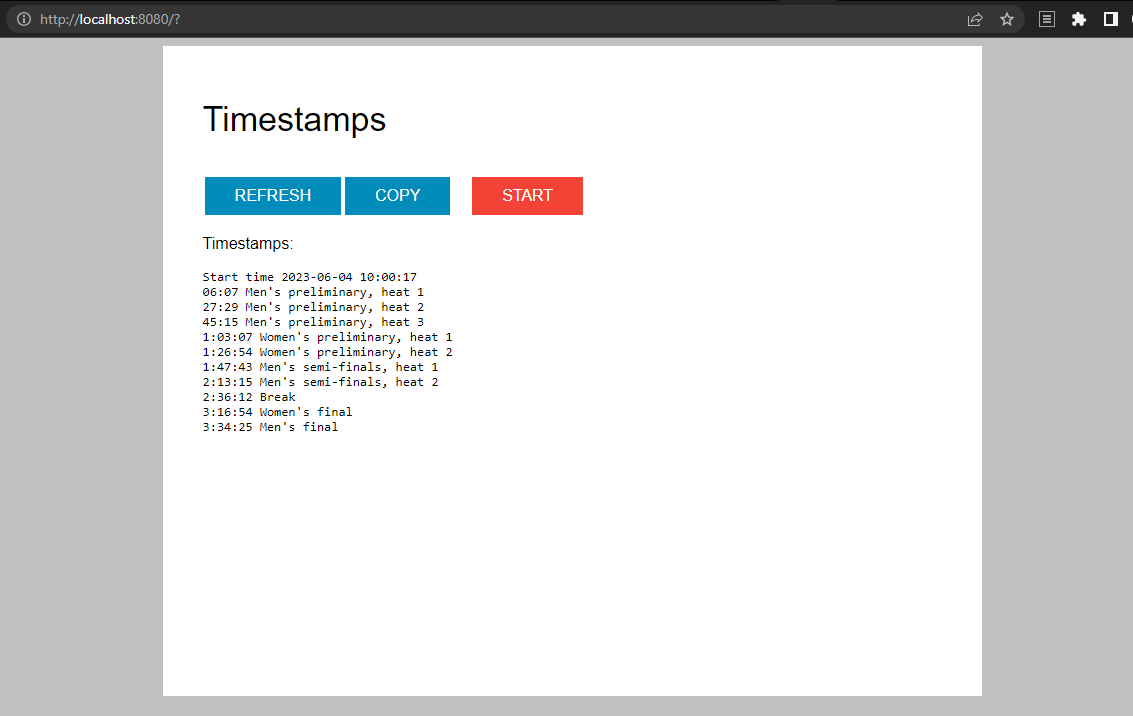 http://localhost:8080/?
Timestamps
REFRESH COPY START
Timestamps:
Start time 2023-06-04 10:00:17
06:07 Men's preliminary, heat 1
27:29 Men's preliminary, heat 2
45:15 Men's preliminary, heat 3
1:03:07 Women's preliminary, heat 1
1:26:54 Women's preliminary, heat 2
1:47:43 Men's semi-finals, heat 1
2:13:15 Men's semi-finals, heat 2
2:36:12 Break
3:16:54 Women's final
3:34:25 Men's final